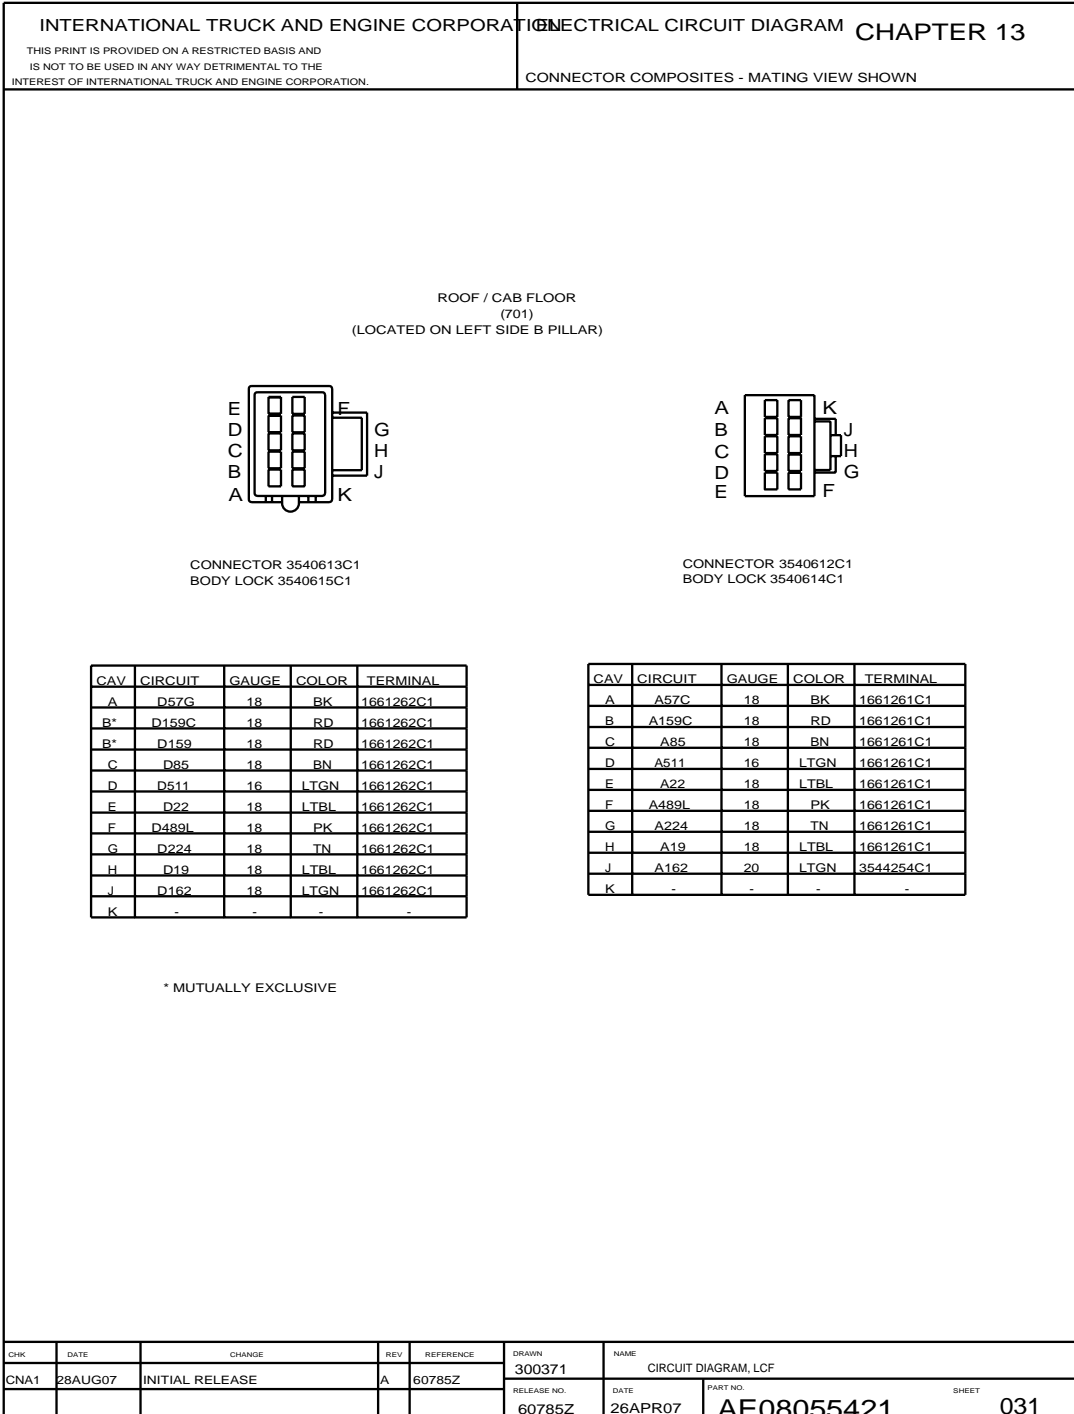 INTERNATIONAL TRUCK AND ENGINE CORPORATION
THIS PRINT IS PROVIDED ON A RESTRICTED BASIS AND
IS NOT TO BE USED IN ANY WAY DETRIMENTAL TO THE
INTEREST OF INTERNATIONAL TRUCK AND ENGINE CORPORATION.
ELECTRICAL CIRCUIT DIAGRAM CHAPTER 13
CONNECTOR COMPOSITES - MATING VIEW SHOWN
ROOF / CAB FLOOR
(701)
(LOCATED ON LEFT SIDE B PILLAR)
E F
D G
C H
B J
A K
CONNECTOR 3540613C1
BODY LOCK 3540615C1
A K
B J
C H
D G
E F
CONNECTOR 3540612C1
BODY LOCK 3540614C1
CAV CIRCUIT GAUGE COLOR TERMINAL
A D57G 18 BK 1661262C1
B* D159C 18 RD 1661262C1
B* D159 18 RD 1661262C1
C D85 18 BN 1661262C1
D D511 16 LTGN 1661262C1
E D22 18 LTBL 1661262C1
F D489L 18 PK 1661262C1
G D224 18 TN 1661262C1
H D19 18 LTBL 1661262C1
J D162 18 LTGN 1661262C1
K - - - -
* MUTUALLY EXCLUSIVE
CAV CIRCUIT GAUGE COLOR TERMINAL
A A57C 18 BK 1661261C1
B A159C 18 RD 1661261C1
C A85 18 BN 1661261C1
D A511 16 LTGN 1661261C1
E A22 18 LTBL 1661261C1
F A489L 18 PK 1661261C1
G A224 18 TN 1661261C1
H A19 18 LTBL 1661261C1
J A162 20 LTGN 3544254C1
K - - - -
CHK DATE CHANGE REV REFERENCE
CNA1 28AUG07 INITIAL RELEASE A 60785Z
DRAWN
300371
NAME
CIRCUIT DIAGRAM, LCF
RELEASE NO.
60785Z
DATE
26APR07
PART NO.
AE08055421
SHEET
031